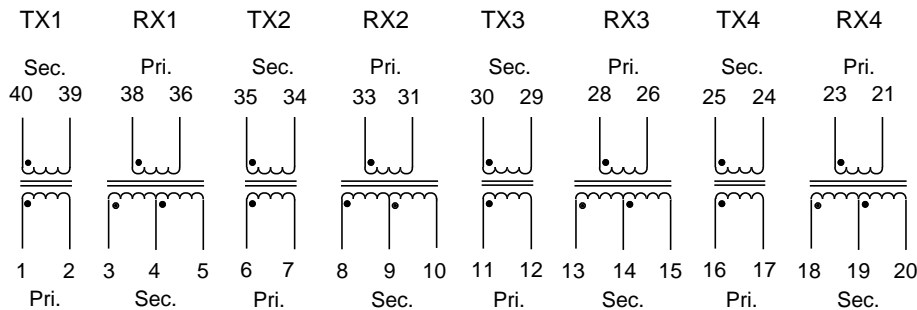 TX1 RX1 TX2 RX2 TX3 RX3 TX4 RX4
Sec. Pri. Sec. Pri. Sec. Pri. Sec. Pri.
40 39 38 36 35 34 33 31 30 29 28 26 25 24 23 21
1 2 3 4 5 6 7 8 9 10 11 12 13 14 15 16 17 18 19 20
Pri. Sec. Pri. Sec. Pri. Sec. Pri. Sec.